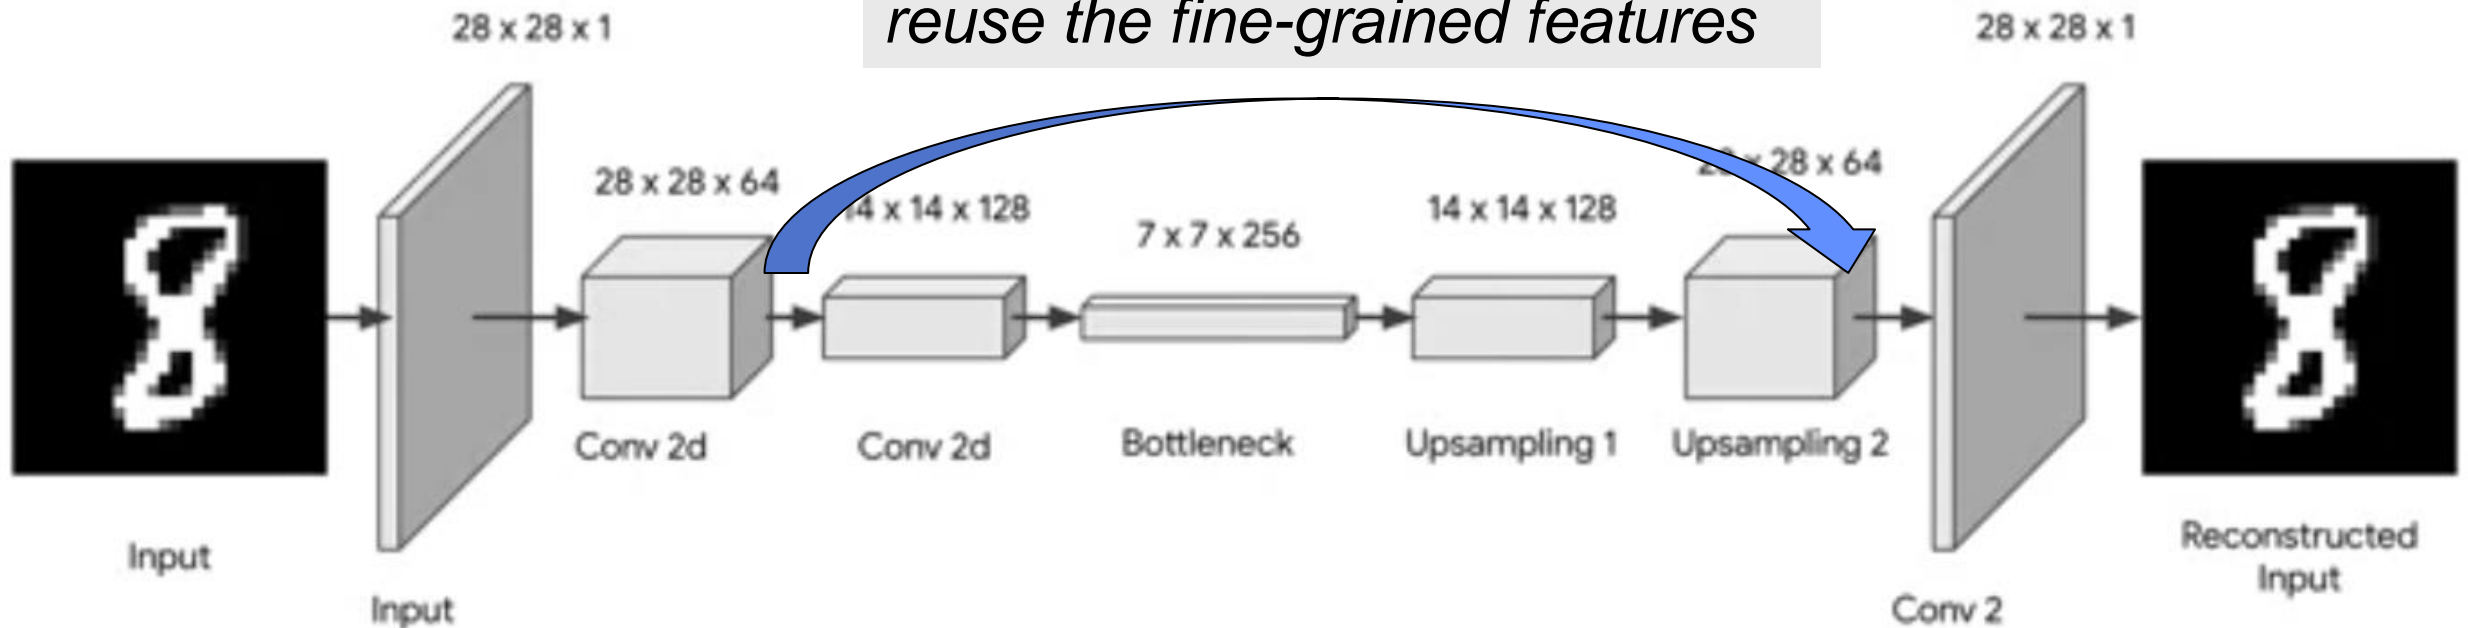 reuse the fine-grained features
28 x 28 x 1
28 x 28 x 64
14 x 14 x 128
7 x 7 x 256
14 x 14 x 128
28 x 28 x 64
28 x 28 x 1
Conv 2d
Conv 2d
Bottleneck
Upsampling 1
Upsampling 2
Input
Input
Conv 2
Reconstructed
Input